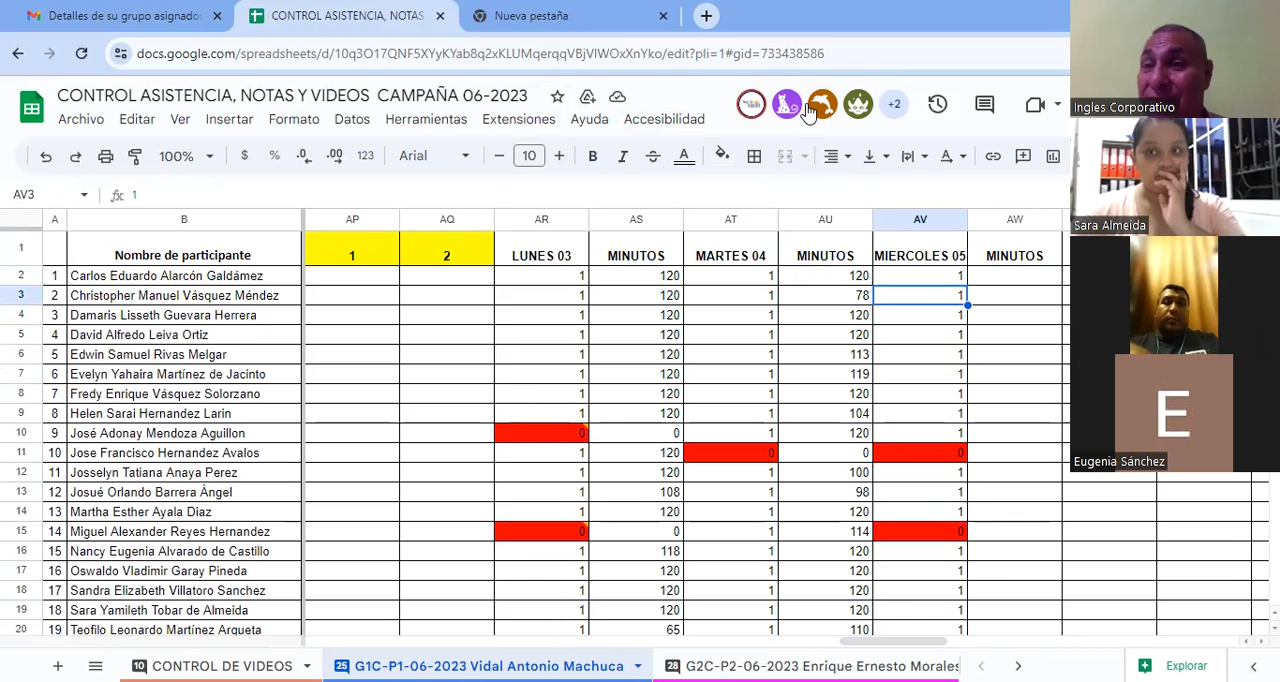 Detalles de su grupo asignado
CONTROL ASISTENCIA, NOTAS
Nueva pestaña
docs.google.com/spreadsheets/d/10q3O17QNF5XYyKYab8q2xKLUMqerqqVBjVlWOxXnYko/edit?pli=1#gid=733438586
CONTROL ASISTENCIA, NOTAS Y VIDEOS CAMPAÑA 06-2023
+2
Archivo Editar Ver Insertar Formato Datos Herramientas Extensiones Ayuda Accesibilidad
100% $ % .0 .00 123 Arial 10 B I A
AV3 fx 1
A B AP AQ AR AS AT AU AV AW
1 Nombre de participante 1 2 LUNES 03 MINUTOS MARTES 04 MINUTOS MIERCOLES 05 MINUTOS
2 1 Carlos Eduardo Alarcón Galdámez 1 120 1 120 1
3 2 Christopher Manuel Vásquez Méndez 1 120 1 78 1
4 3 Damaris Lisseth Guevara Herrera 1 120 1 120 1
5 4 David Alfredo Leiva Ortiz 1 120 1 120 1
6 5 Edwin Samuel Rivas Melgar 1 120 1 113 1
7 6 Evelyn Yahaira Martínez de Jacinto 1 120 1 119 1
8 7 Fredy Enrique Vásquez Solorzano 1 120 1 120 1
9 8 Helen Sarai Hernandez Larin 1 120 1 104 1
10 9 José Adonay Mendoza Aguillon 0 0 1 120 1
11 10 Jose Francisco Hernandez Avalos 1 120 0 0 0
12 11 Josselyn Tatiana Anaya Perez 1 120 1 100 1
13 12 Josué Orlando Barrera Ángel 1 108 1 98 1
14 13 Martha Esther Ayala Diaz 1 120 1 120 1
15 14 Miguel Alexander Reyes Hernandez 0 0 1 114 0
16 15 Nancy Eugenia Alvarado de Castillo 1 118 1 120 1
17 16 Oswaldo Vladimir Garay Pineda 1 120 1 120 1
18 17 Sandra Elizabeth Villatoro Sanchez 1 120 1 120 1
19 18 Sara Yamileth Tobar de Almeida 1 120 1 120 1
20 19 Teofilo Leonardo Martínez Argueta 1 65 1 110 1
10 CONTROL DE VIDEOS 25 G1C-P1-06-2023 Vidal Antonio Machuca 28 G2C-P2-06-2023 Enrique Ernesto Morales Explorar
Ingles Corporativo
Sara Almeida
E
Eugenia Sánchez